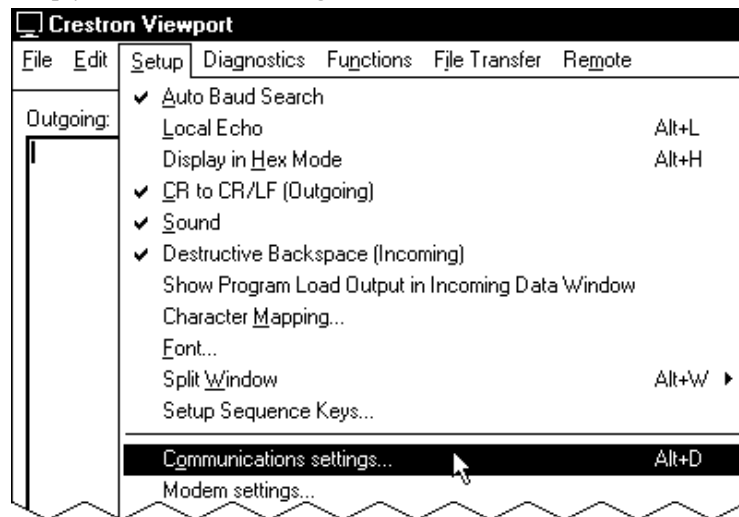 Crestron Viewport
File Edit Setup Diagnostics Functions File Transfer Remote
✔ Auto Baud Search
Outgoing:
Local Echo Alt+L
Display in Hex Mode Alt+H
✔ CR to CR/LF (Outgoing)
✔ Sound
✔ Destructive Backspace (Incoming)
Show Program Load Output in Incoming Data Window
Character Mapping...
Font...
Split Window Alt+W ▶
Setup Sequence Keys...
Communications settings... Alt+D
Modem settings...